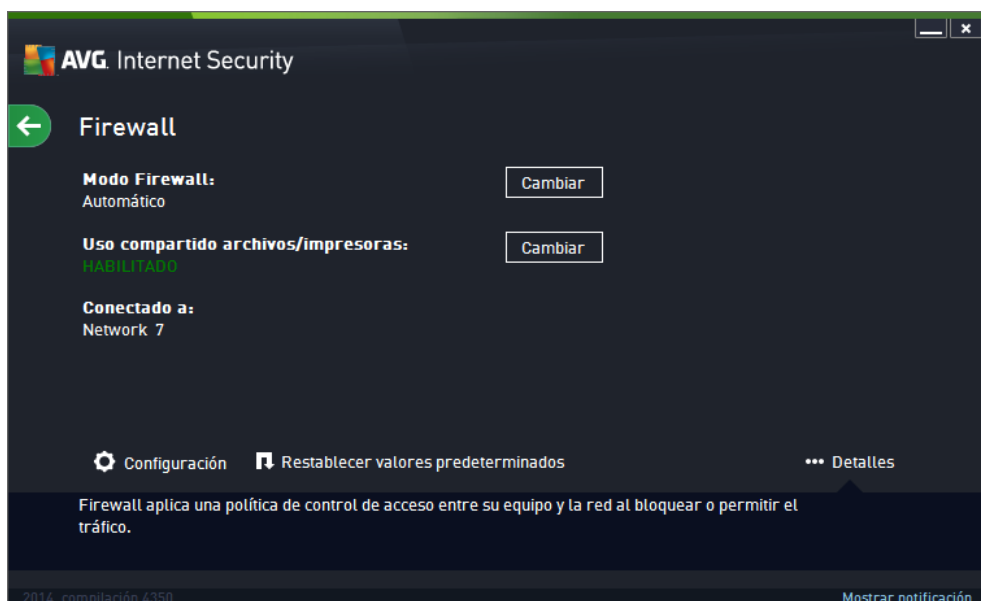 AVG. Internet Security
Firewall
Modo Firewall:
Cambiar
Automático
Uso compartido archivos/impresoras:
Cambiar
HABILITADO
Conectado a:
Network 7
Configuración
Restablecer valores predeterminados
Detalles
Firewall aplica una política de control de acceso entre su equipo y la red al bloquear o permitir el
tráfico.
2014 compilación 4350
Mostrar notificación